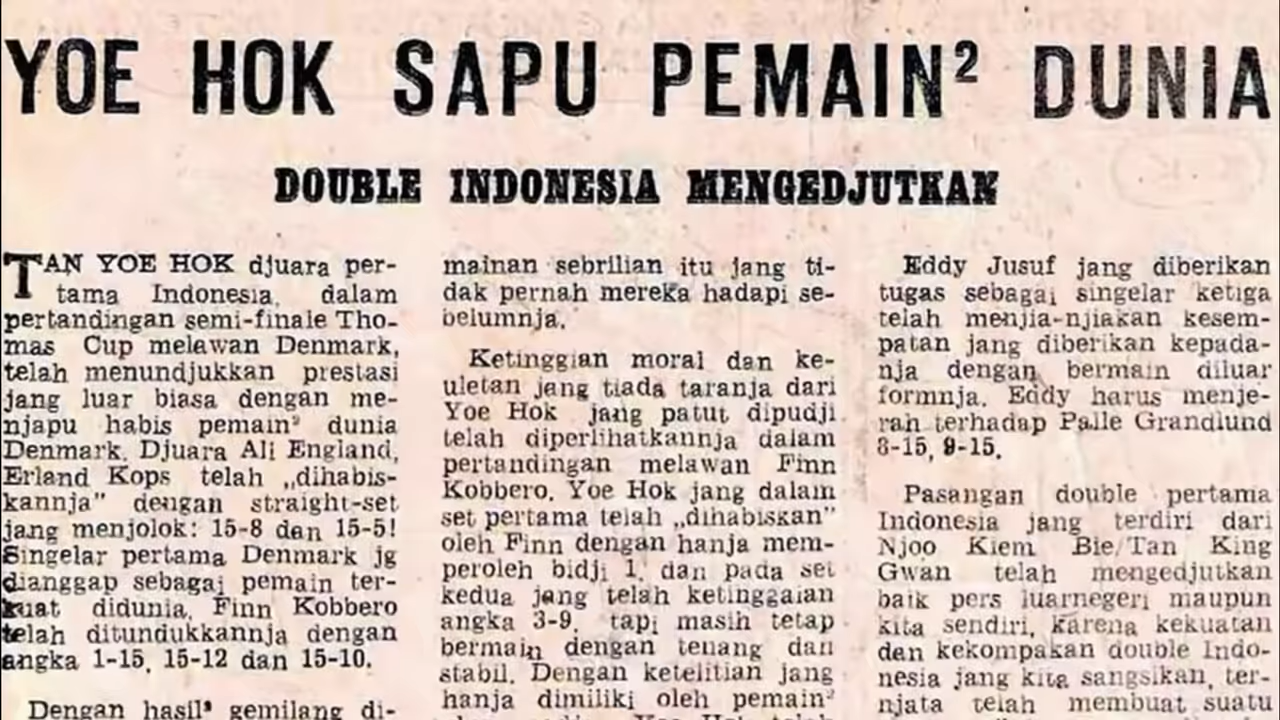 YOE HOK SAPU PEMAIN² DUNIA
DOUBLE INDONESIA MENGEDJUTKAN
TAN YOE HOK djuara per-
tama Indonesia, dalam
pertandingan semi-finale Tho-
mas Cup melawan Denmark,
telah menundjukkan prestasi
jang luar biasa dengan me-
njapu habis pemain² dunia
Denmark. Djuara All England,
Erland Kops telah „dihabis-
kannja" dengan straight-set
jang menjolok: 15-8 dan 15-5!
Singelar pertama Denmark jg
dianggap sebagai pemain ter-
kuat didunia, Finn Kobbero
telah ditundukkannja dengan
angka 1-15, 15-12 dan 15-10.
Dengan hasil² gemilang di-
mainan sebrilian itu jang ti-
dak pernah mereka hadapi se-
belumnja.
Ketinggian moral dan ke-
uletan jang tiada taranja dari
Yoe Hok jang patut dipudji
telah diperlihatkannja dalam
pertandingan melawan Finn
Kobbero. Yoe Hok jang dalam
set pertama telah „dihabiskan"
oleh Finn dengan hanja mem-
peroleh bidji 1, dan pada set
kedua jang telah ketinggaian
angka 3-9, tapi masih tetap
bermain dengan tenang dan
stabil. Dengan ketelitian jang
hanja dimiliki oleh pemain²
Yoe Hok telah
Eddy Jusuf jang diberikan
tugas sebagai singelar ketiga
telah menjia-njiakan kesem-
patan jang diberikan kepada-
nja dengan bermain diluar
formnja. Eddy harus menje-
rah terhadap Palle Granlund
8-15, 9-15.
Pasangan double pertama
Indonesia jang terdiri dari
Njoo Kiem Bie/Tan King
Gwan telah mengedjutkan
baik pers luarnegeri maupun
kita sendiri, karena kekuatan
dan kekompakan double Indo-
nesia jang kita sangsikan, ter-
njata telah membuat suatu